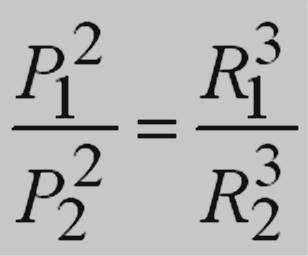 P₁²/P₂² = R₁³/R₂³